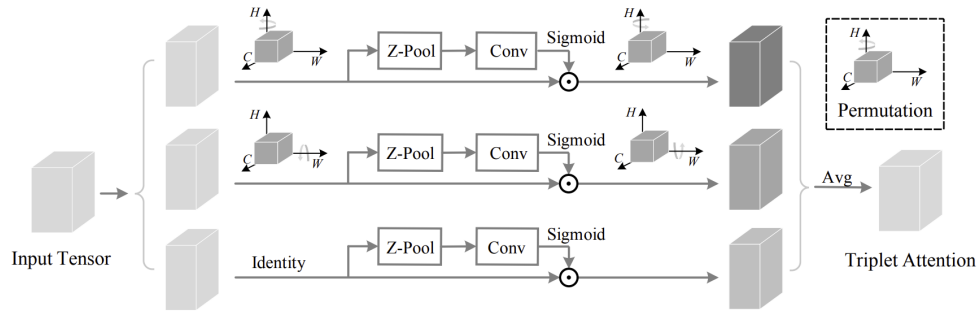 H
C
W
Z-Pool
Conv
Sigmoid
H
C
W
H
C
W
Permutation
H
C
W
Z-Pool
Conv
Sigmoid
H
C
W
Avg
Input Tensor
Identity
Z-Pool
Conv
Sigmoid
Triplet Attention